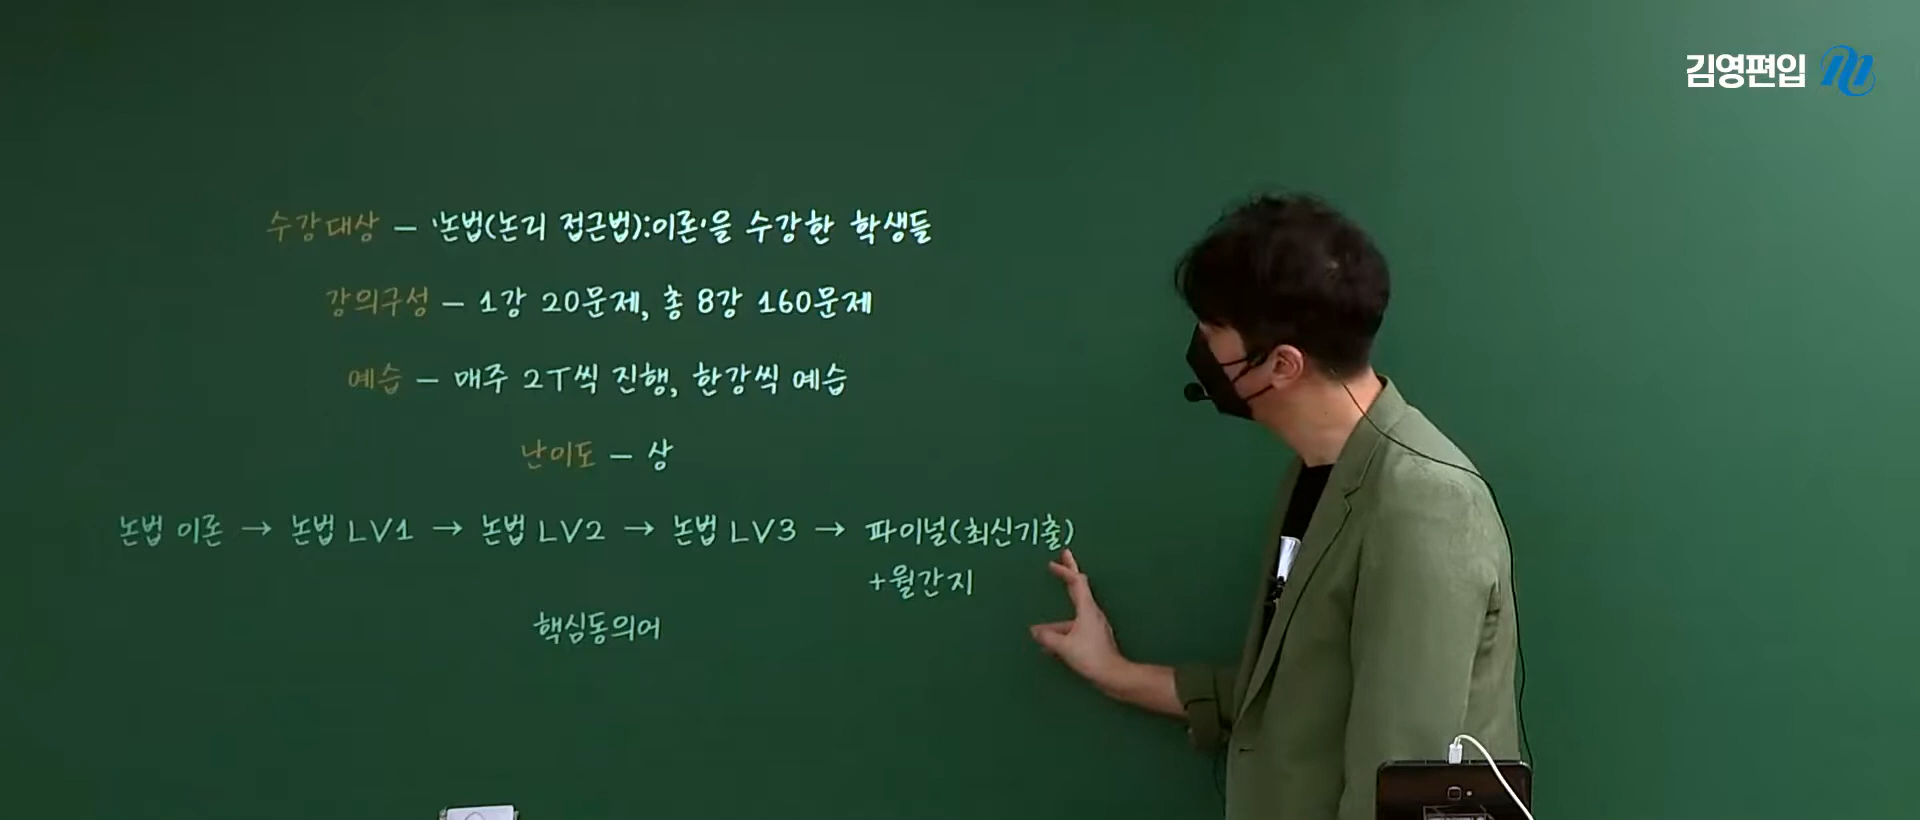 김영편입
수강대상 – '논법(논리 접근법):이론'을 수강한 학생들
강의구성 – 1강 20문제, 총 8강 160문제
예습 – 매주 2T씩 진행, 한강씩 예습
난이도 – 상
논법 이론 → 논법 LV1 → 논법 LV2 → 논법 LV3 → 파이널(최신기출)
+월간지
핵심동의어